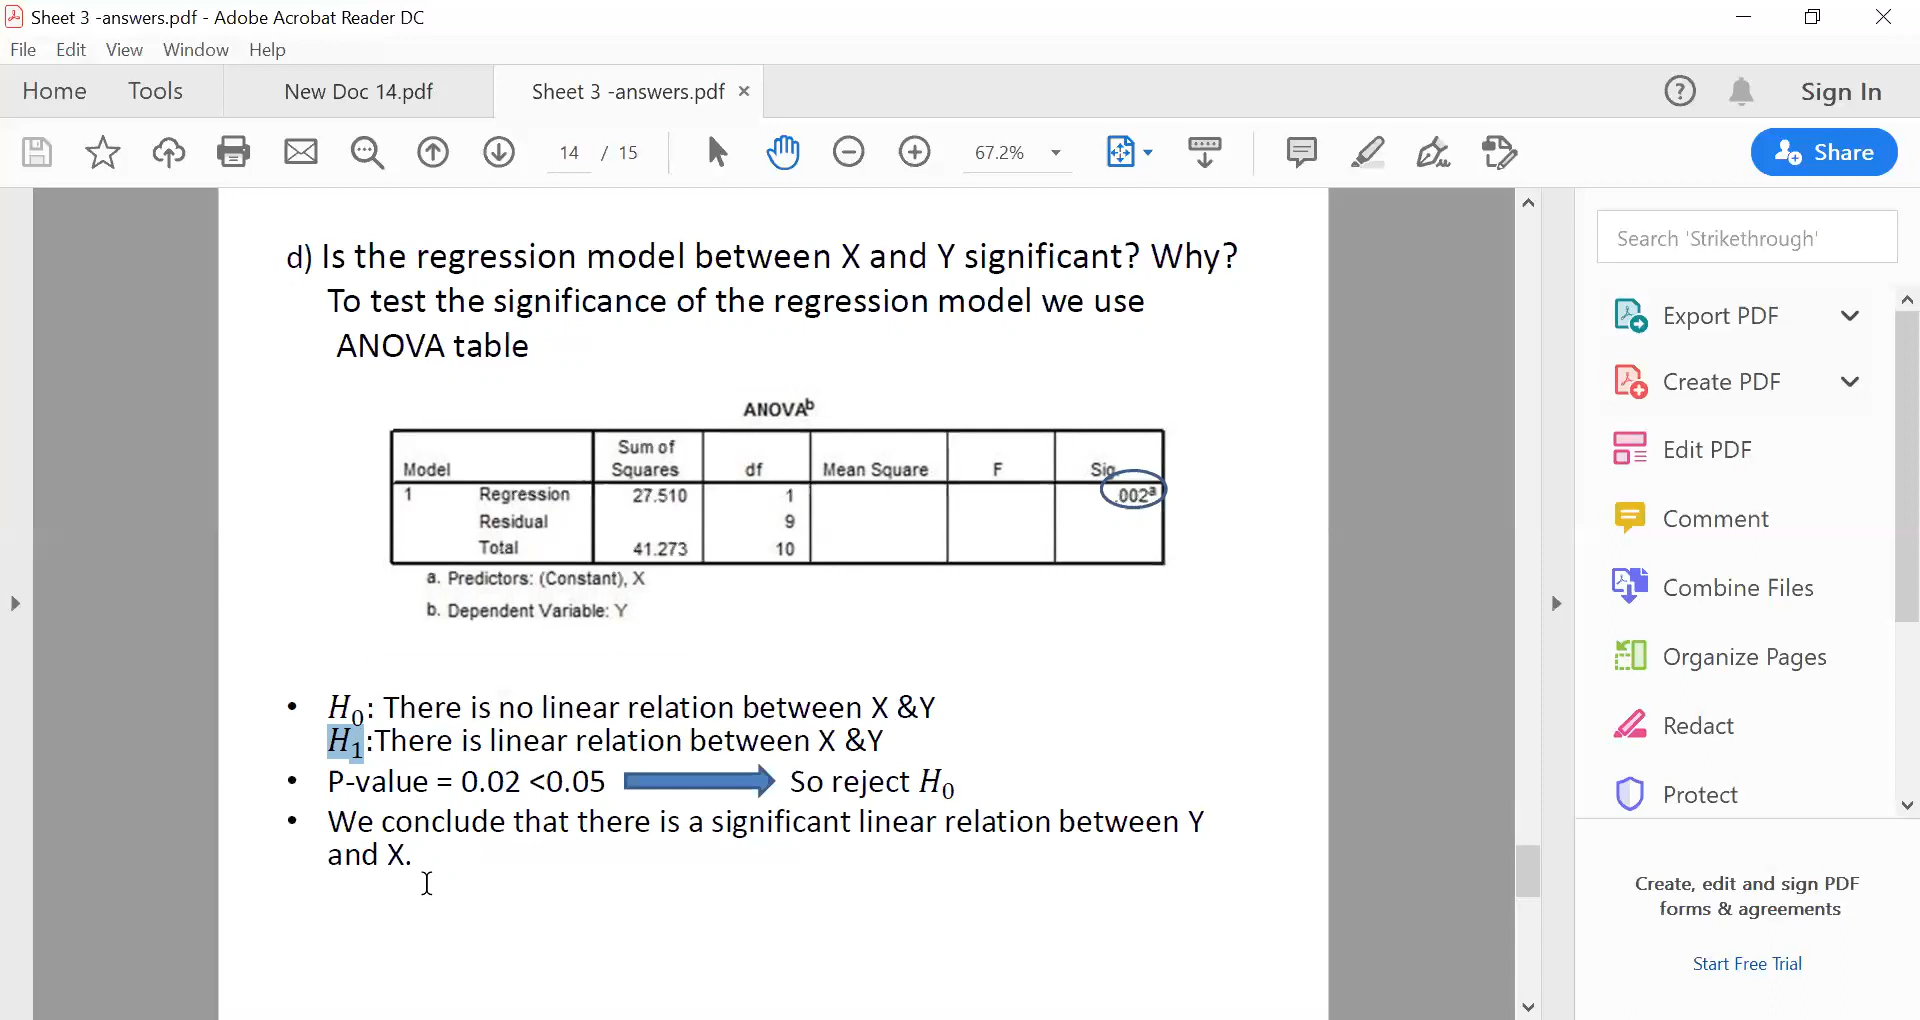 Sheet 3 -answers.pdf - Adobe Acrobat Reader DC
File Edit View Window Help
Home Tools New Doc 14.pdf Sheet 3 -answers.pdf × ? Sign In
14 / 15 67.2% Share
d) Is the regression model between X and Y significant? Why?
To test the significance of the regression model we use
ANOVA table
ANOVAᵇ
Model Sum of Squares df Mean Square F Sig.
1 Regression 27.510 1 .002ᵃ
Residual 9
Total 41.273 10
a. Predictors: (Constant), X
b. Dependent Variable: Y
• H₀: There is no linear relation between X &Y
H₁:There is linear relation between X &Y
• P-value = 0.02 <0.05 So reject H₀
• We conclude that there is a significant linear relation between Y
and X.
Search 'Strikethrough'
Export PDF
Create PDF
Edit PDF
Comment
Combine Files
Organize Pages
Redact
Protect
Create, edit and sign PDF
forms & agreements
Start Free Trial